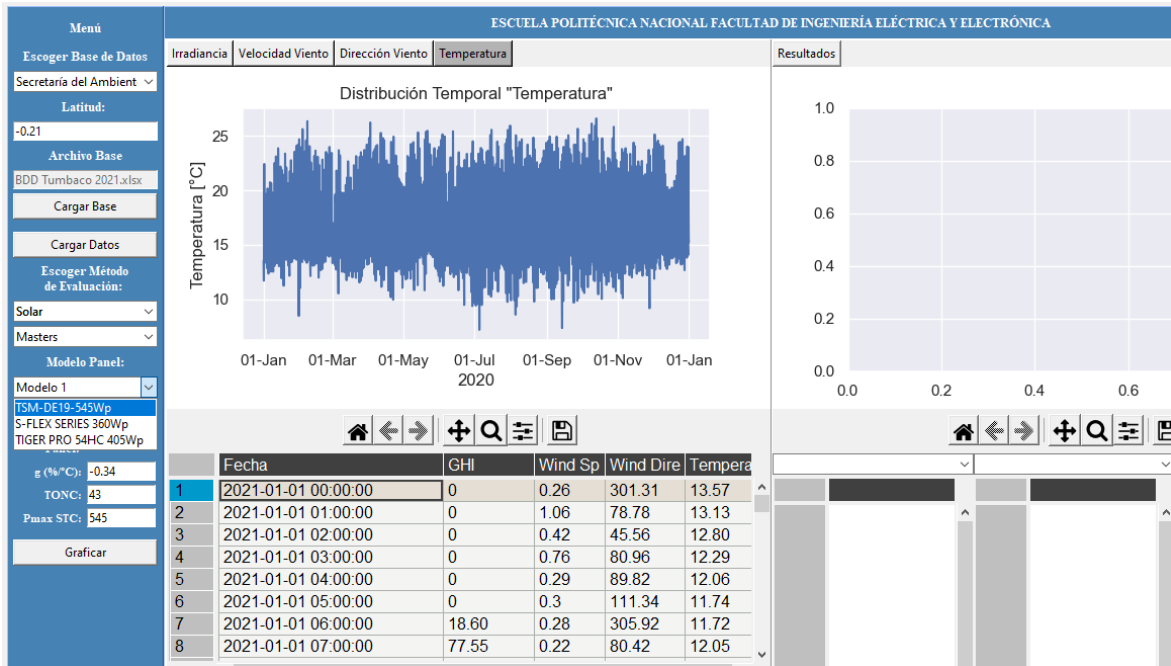 ESCUELA POLITÉCNICA NACIONAL FACULTAD DE INGENIERÍA ELÉCTRICA Y ELECTRÓNICA
Menú
Escoger Base de Datos
Secretaría del Ambient
Latitud:
-0.21
Archivo Base
BDD Tumbaco 2021.xlsx
Cargar Base
Cargar Datos
Escoger Método
de Evaluación:
Solar
Masters
Modelo Panel:
Modelo 1
TSM-DE19-545Wp
S-FLEX SERIES 360Wp
TIGER PRO 54HC 405Wp
g (%/°C): -0.34
TONC: 43
Pmax STC: 545
Graficar
Irradiancia Velocidad Viento Dirección Viento Temperatura
Distribución Temporal "Temperatura"
Temperatura [°C]
25
20
15
10
01-Jan 01-Mar 01-May 01-Jul 01-Sep 01-Nov 01-Jan
2020
Fecha GHI Wind Sp Wind Dire Tempera
1 2021-01-01 00:00:00 0 0.26 301.31 13.57
2 2021-01-01 01:00:00 0 1.06 78.78 13.13
3 2021-01-01 02:00:00 0 0.42 45.56 12.80
4 2021-01-01 03:00:00 0 0.76 80.96 12.29
5 2021-01-01 04:00:00 0 0.29 89.82 12.06
6 2021-01-01 05:00:00 0 0.3 111.34 11.74
7 2021-01-01 06:00:00 18.60 0.28 305.92 11.72
8 2021-01-01 07:00:00 77.55 0.22 80.42 12.05
Resultados
1.0
0.8
0.6
0.4
0.2
0.0
0.0 0.2 0.4 0.6